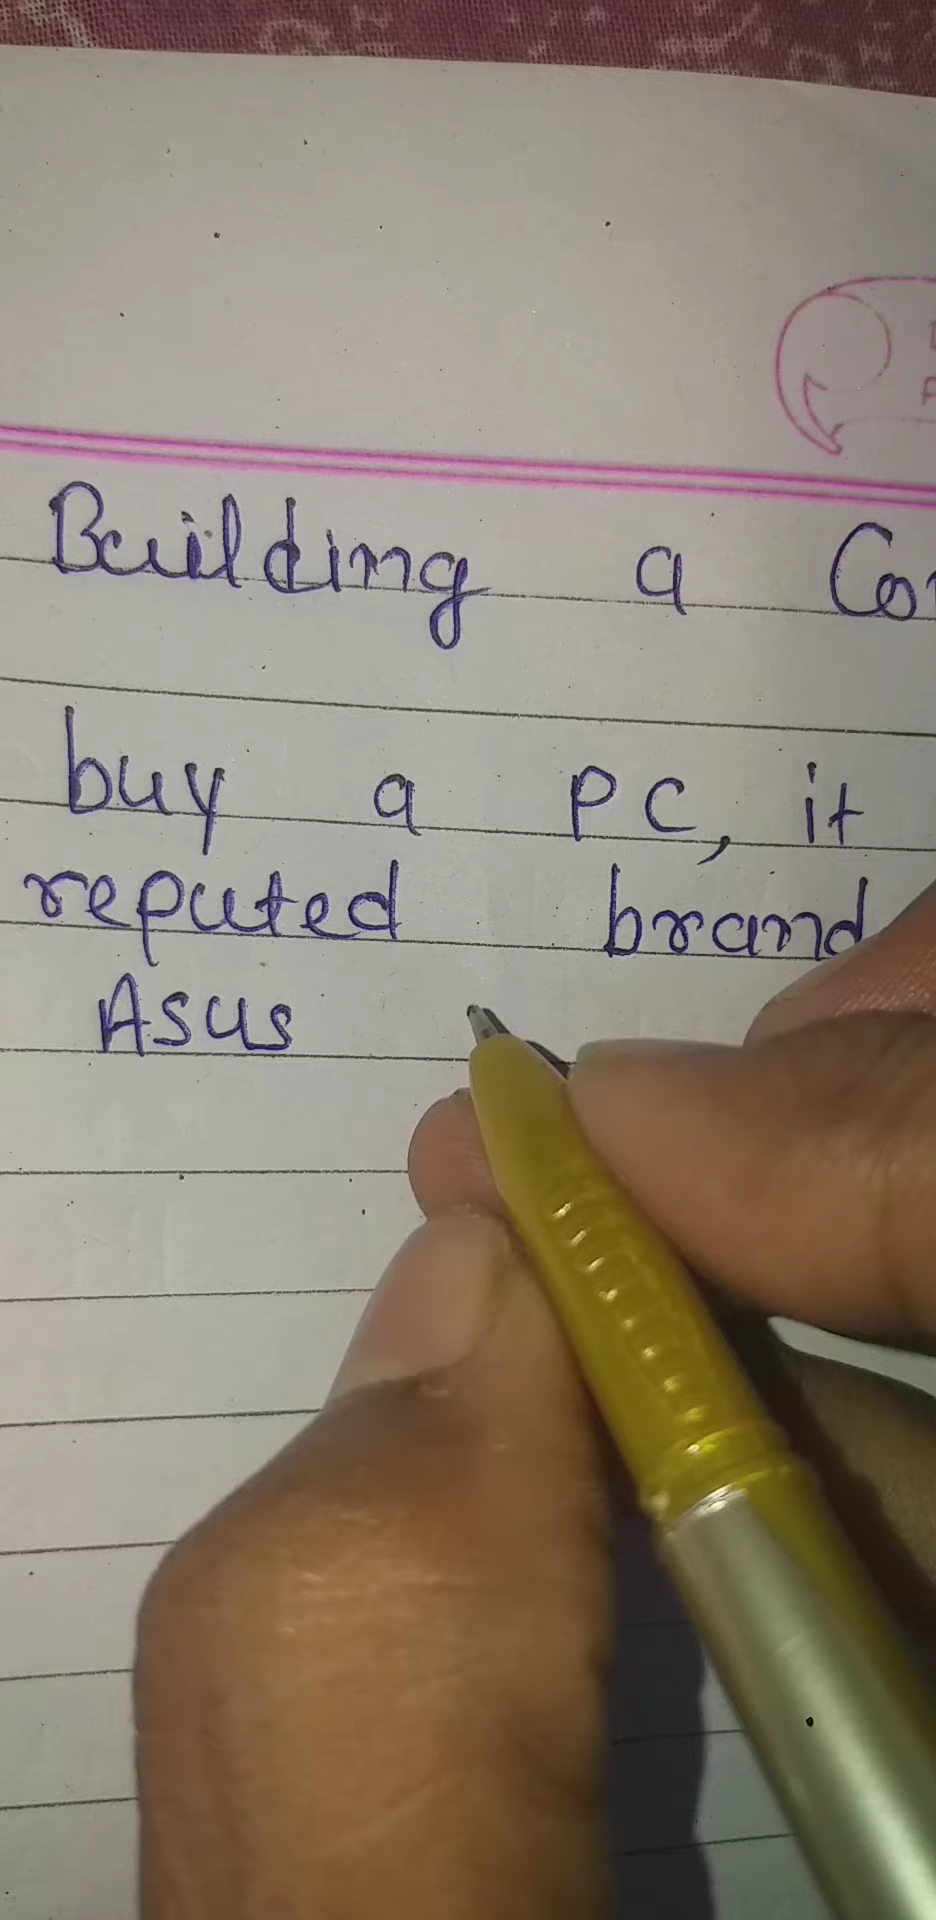 Building a Co
buy a PC, it
reputed brand
Asus